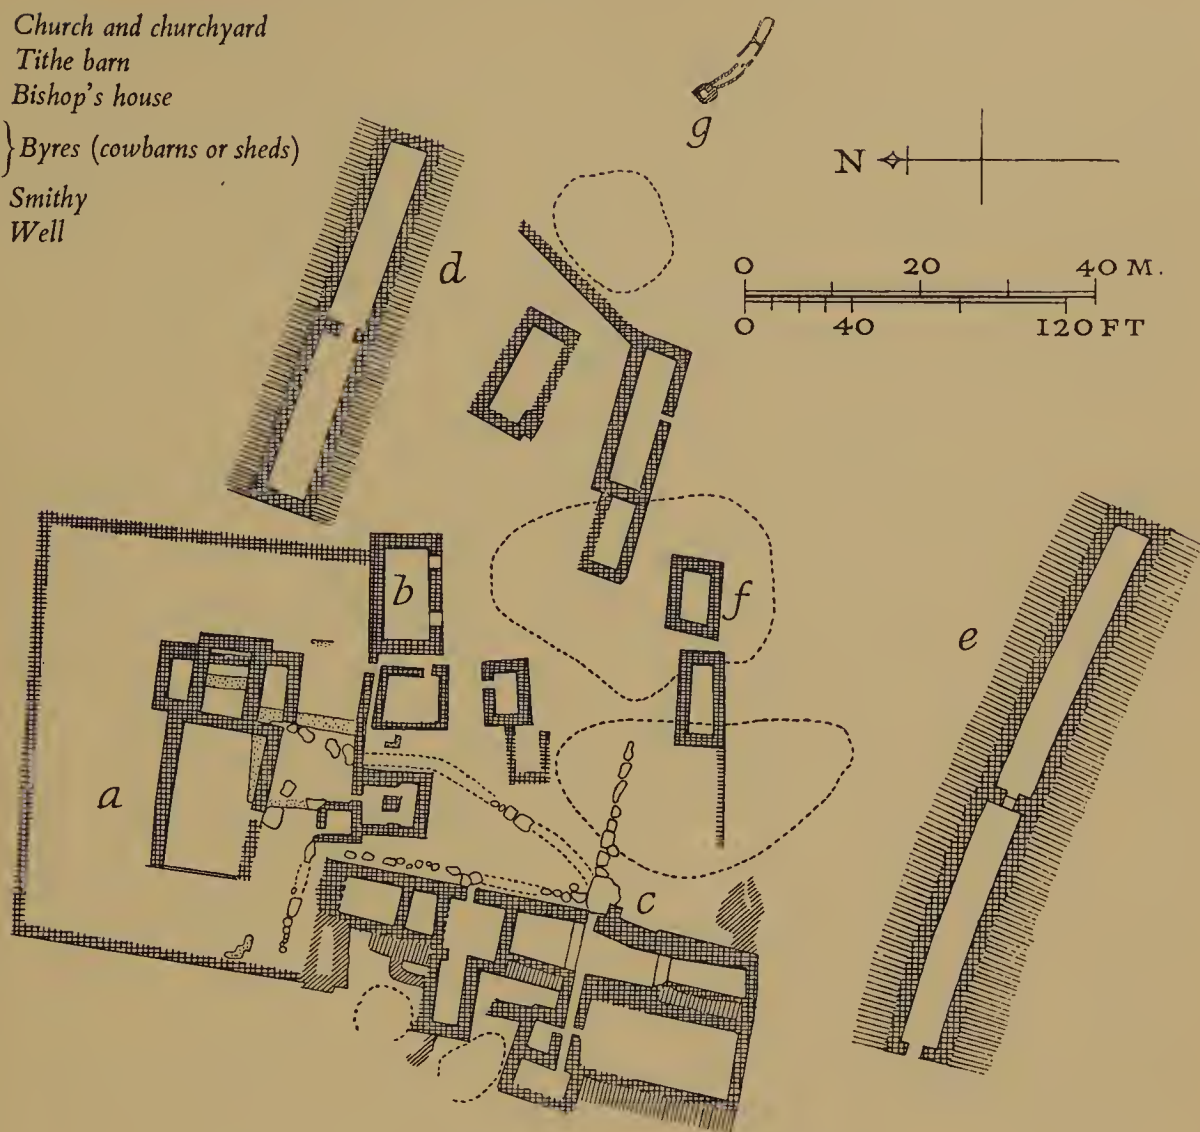 Church and churchyard
Tithe barn
Bishop's house
} Byres (cowbarns or sheds)
Smithy
Well
g
N
d
0 20 40 M.
0 40 120 FT
b
f
e
a
c